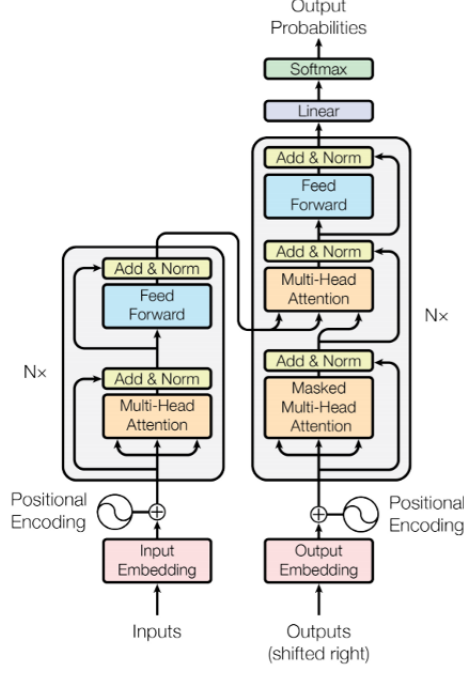 Output
Probabilities
Softmax
Linear
Add & Norm
Feed
Forward
Add & Norm
Multi-Head
Attention
Add & Norm
Masked
Multi-Head
Attention
N×
Add & Norm
Feed
Forward
Add & Norm
Multi-Head
Attention
N×
Positional
Encoding
Positional
Encoding
Input
Embedding
Output
Embedding
Inputs
Outputs
(shifted right)